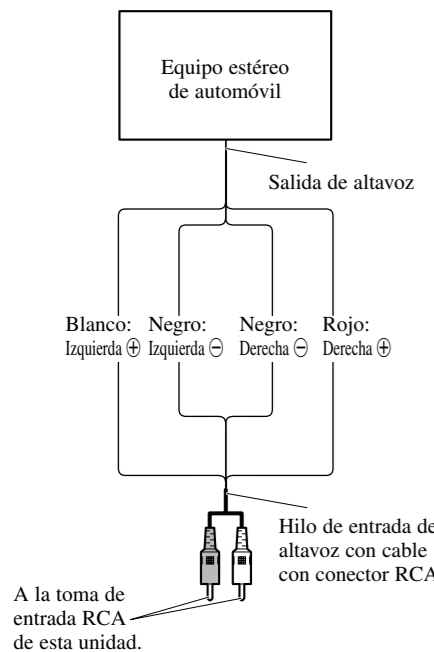 Equipo estéreo
de automóvil
Salida de altavoz
Blanco:
Izquierda ⊕
Negro:
Izquierda ⊖
Negro:
Derecha ⊖
Rojo:
Derecha ⊕
Hilo de entrada de
altavoz con cable
con conector RCA
A la toma de
entrada RCA
de esta unidad.